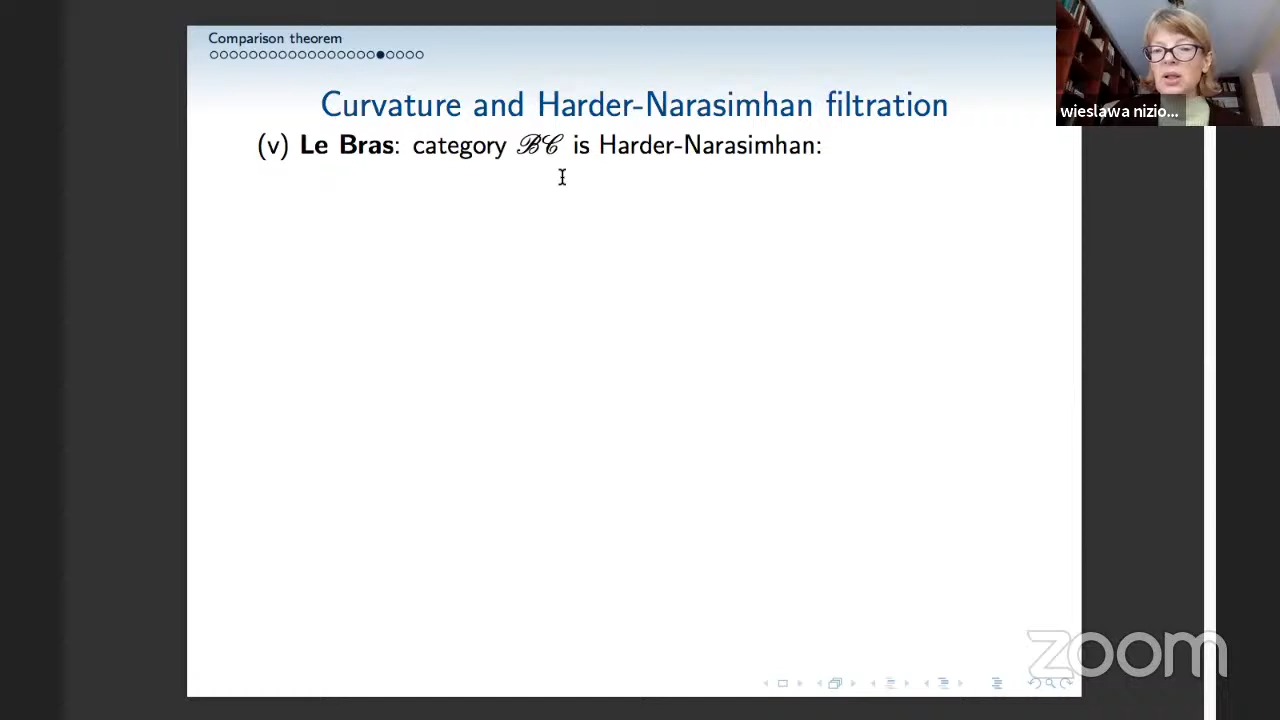 Comparison theorem
Curvature and Harder-Narasimhan filtration
(v) Le Bras: category ℬ𝒞 is Harder-Narasimhan:
wieslawa nizio...
zoom